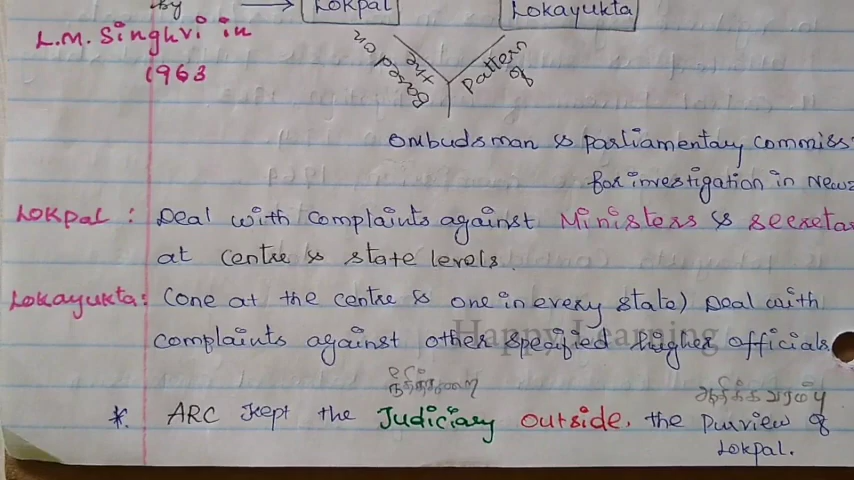 by → Lokpal Lokayukta
L.M. Singhvi in
1963
Based on the Pattern of
Ombudsman & parliamentary commiss
for investigation in New
Lokpal : Deal with complaints against Ministers & secreta
at centre & state levels.
Lokayukta: (one at the centre & one in every state) Deal with
complaints against other specified higher officials.
Happy Learning
நீதித்துறை
* ARC kept the Judiciary outside. the purview of
Lokpal.